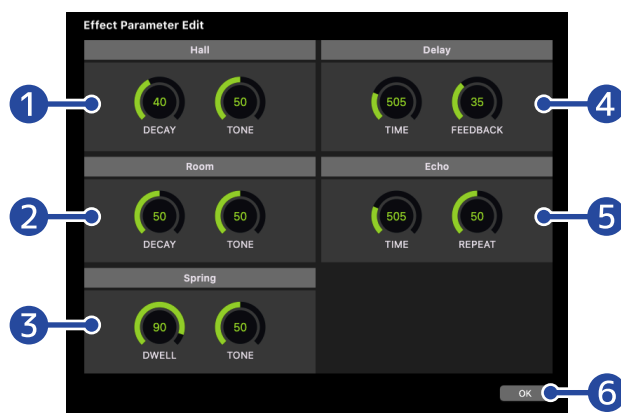 Effect Parameter Edit
Hall
1
40
DECAY
50
TONE
Delay
505
TIME
35
FEEDBACK
4
Room
2
50
DECAY
50
TONE
Echo
505
TIME
50
REPEAT
5
Spring
3
90
DWELL
50
TONE
OK
6